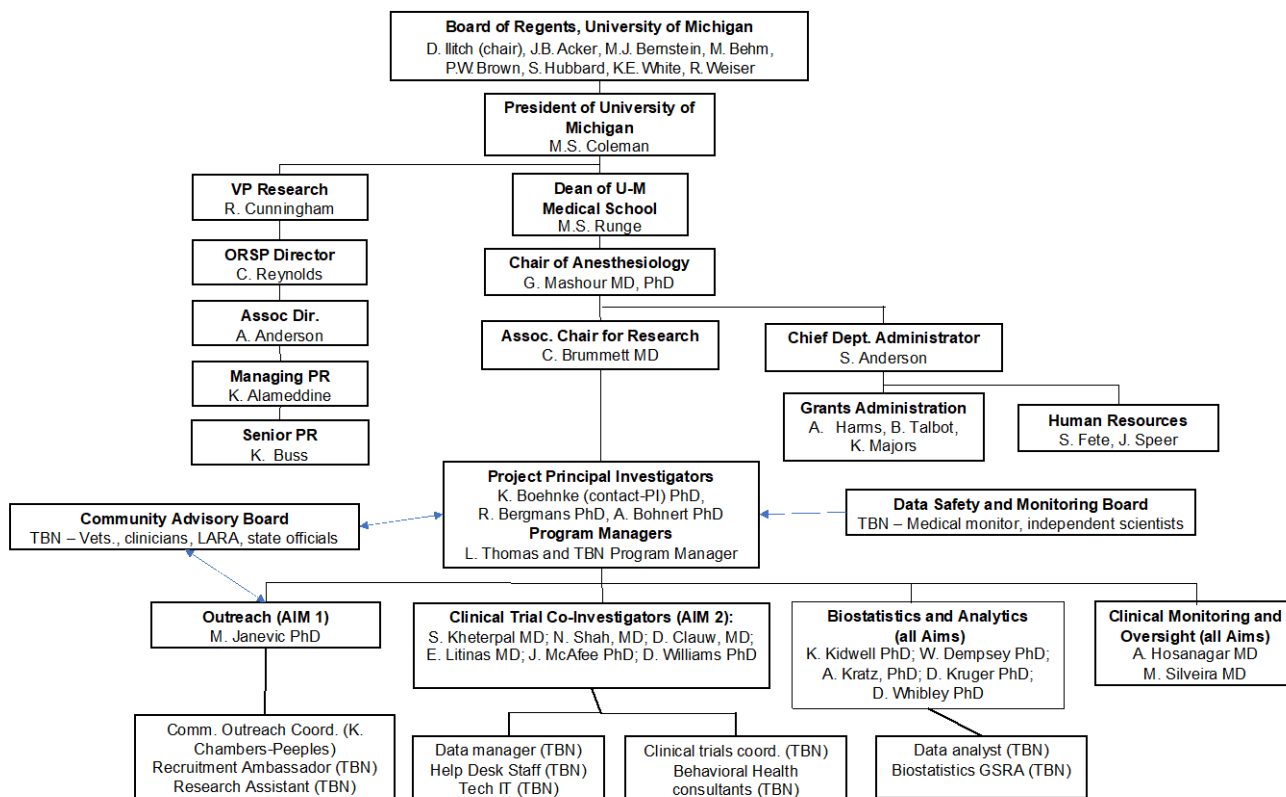 Board of Regents, University of Michigan
D. Ilitch (chair), J.B. Acker, M.J. Bernstein, M. Behm,
P.W. Brown, S. Hubbard, K.E. White, R. Weiser
President of University of
Michigan
M.S. Coleman
VP Research
R. Cunningham
Dean of U-M
Medical School
M.S. Runge
ORSP Director
C. Reynolds
Chair of Anesthesiology
G. Mashour MD, PhD
Assoc Dir.
A. Anderson
Assoc. Chair for Research
C. Brummett MD
Chief Dept. Administrator
S. Anderson
Managing PR
K. Alameddine
Grants Administration
A. Harms, B. Talbot,
K. Majors
Human Resources
S. Fete, J. Speer
Senior PR
K. Buss
Project Principal Investigators
K. Boehnke (contact-PI) PhD,
R. Bergmans PhD, A. Bohnert PhD
Program Managers
L. Thomas and TBN Program Manager
Community Advisory Board
TBN – Vets., clinicians, LARA, state officials
Data Safety and Monitoring Board
TBN – Medical monitor, independent scientists
Outreach (AIM 1)
M. Janevic PhD
Clinical Trial Co-Investigators (AIM 2):
S. Kheterpal MD; N. Shah, MD; D. Clauw, MD;
E. Litinas MD; J. McAfee PhD; D. Williams PhD
Biostatistics and Analytics
(all Aims)
K. Kidwell PhD; W. Dempsey PhD;
A. Kratz, PhD; D. Kruger PhD;
D. Whibley PhD
Clinical Monitoring and
Oversight (all Aims)
A. Hosanagar MD
M. Silveira MD
Comm. Outreach Coord. (K.
Chambers-Peeples)
Recruitment Ambassador (TBN)
Research Assistant (TBN)
Data manager (TBN)
Help Desk Staff (TBN)
Tech IT (TBN)
Clinical trials coord. (TBN)
Behavioral Health
consultants (TBN)
Data analyst (TBN)
Biostatistics GSRA (TBN)